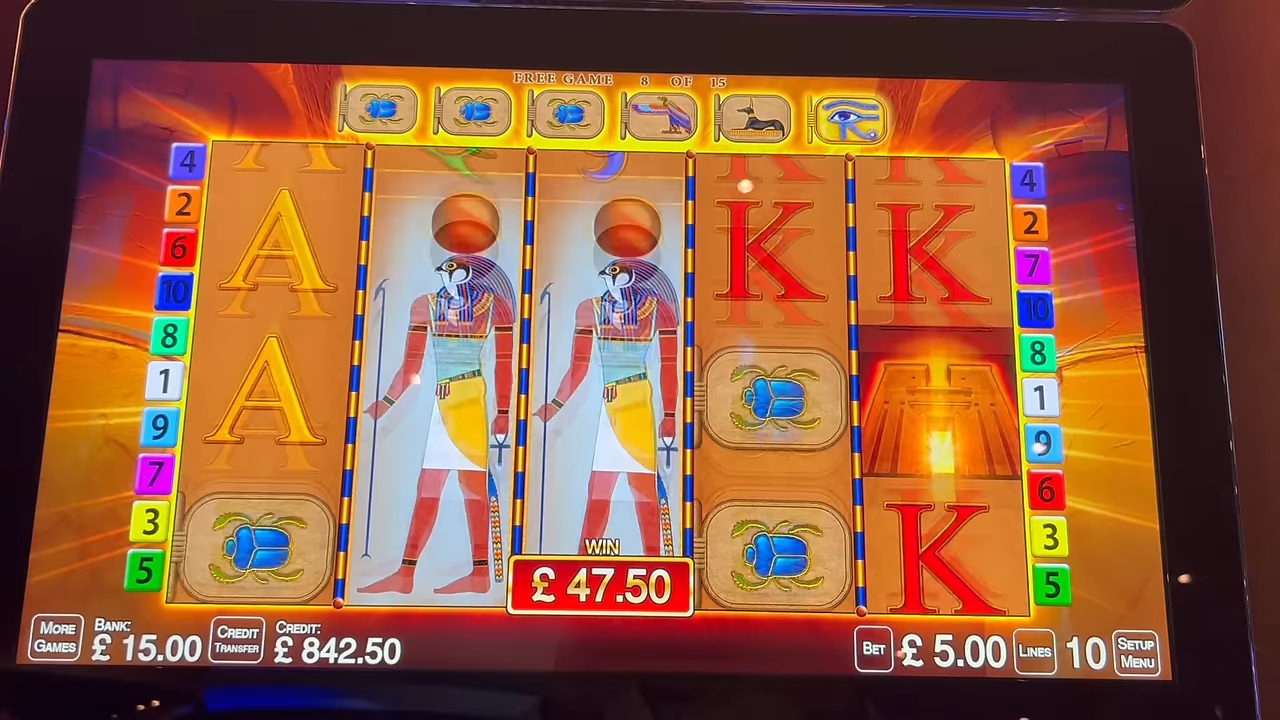 FREE GAME 8 OF 15
4
2
6
10
8
1
9
7
3
5
A
A
K
K
K
4
2
7
10
8
1
9
6
3
5
WIN
£ 47.50
MORE GAMES
BANK:
£ 15.00
CREDIT TRANSFER
CREDIT:
£ 842.50
BET
£ 5.00
LINES
10
SETUP MENU